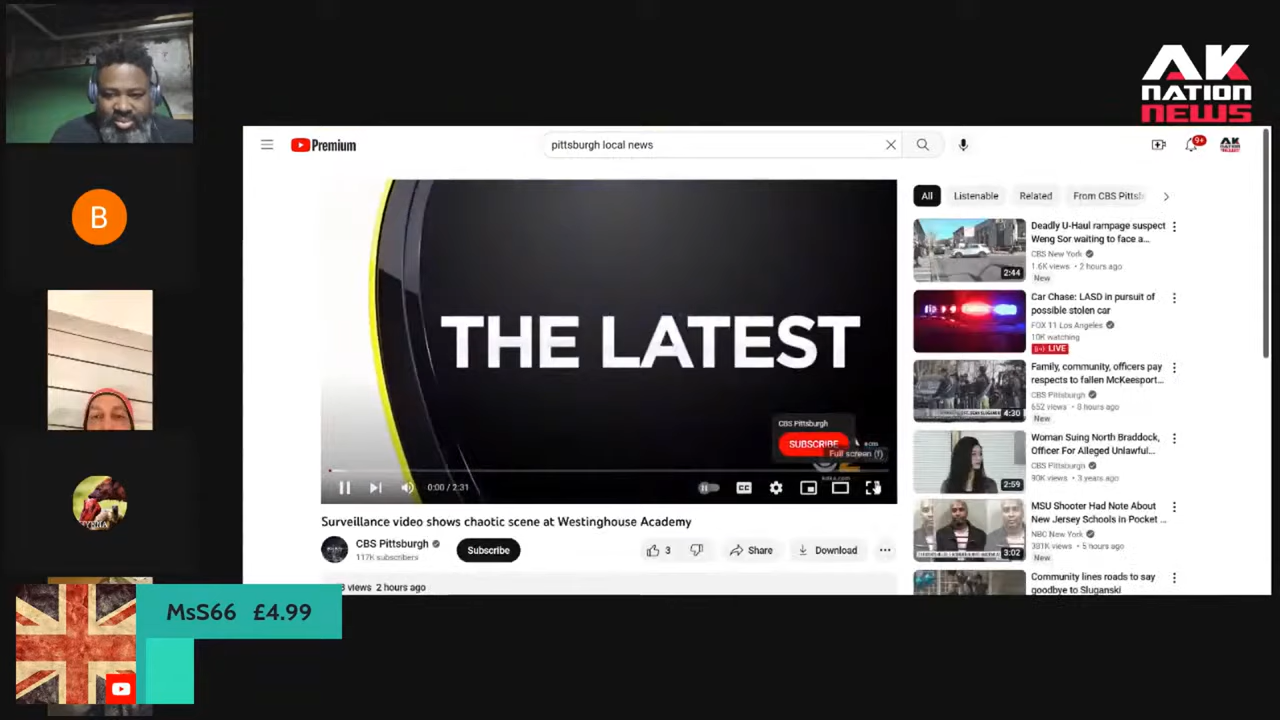 AK
NATION
NEWS
Premium
pittsburgh local news
9+
B
THE LATEST
CBS Pittsburgh
SUBSCRIBE
Full screen (f)
0:00 / 2:31
CC
Surveillance video shows chaotic scene at Westinghouse Academy
CBS Pittsburgh
117K subscribers
Subscribe
3
Share
Download
views 2 hours ago
All
Listenable
Related
From CBS Pittsb
Deadly U-Haul rampage suspect
Weng Sor waiting to face a...
CBS New York
1.6K views • 2 hours ago
New
2:44
Car Chase: LASD in pursuit of
possible stolen car
FOX 11 Los Angeles
10K watching
LIVE
Family, community, officers pay
respects to fallen McKeesport...
CBS Pittsburgh
652 views • 8 hours ago
New
4:30
Woman Suing North Braddock,
Officer For Alleged Unlawful...
CBS Pittsburgh
90K views • 3 years ago
2:59
MSU Shooter Had Note About
New Jersey Schools in Pocket ...
NBC New York
381K views • 5 hours ago
New
3:02
Community lines roads to say
goodbye to Sluganski
MsS66 £4.99